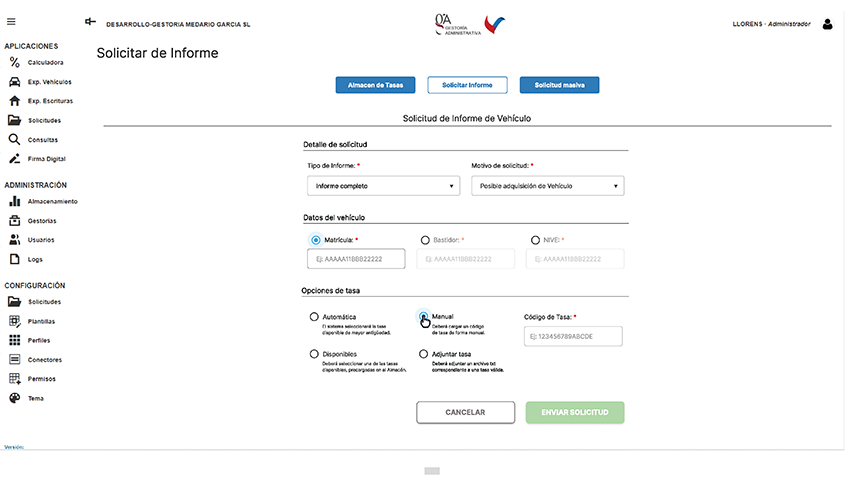 DESARROLLO-GESTORIA MEDARIO GARCIA SL
GA
GESTORÍA
ADMINISTRATIVA
LLORENS - Administrador
APLICACIONES
Calculadora
Exp. Vehículos
Exp. Escrituras
Solicitudes
Consultas
Firma Digital
ADMINISTRACIÓN
Almacenamiento
Gestorías
Usuarios
Logs
CONFIGURACIÓN
Solicitudes
Plantillas
Perfiles
Conectores
Permisos
Tema
Versión:
Solicitar de Informe
Almacen de Tasas
Solicitar Informe
Solicitud masiva
Solicitud de Informe de Vehículo
Detalle de solicitud
Tipo de Informe: *
Motivo de solicitud: *
Informe completo
Posible adquisición de Vehículo
Datos del vehículo
Matrícula: *
Bastidor: *
NIVE: *
Ej: AAAAA11BBB22222
Ej: AAAAA11BBB22222
Ej: AAAAA11BBB22222
Opciones de tasa
Automática
El sistema seleccionará la tasa
disponible de mayor antigüedad.
Manual
Deberá cargar un código
de tasa de forma manual.
Código de Tasa: *
Ej: 123456789ABCDE
Disponibles
Deberá seleccionar una de las tasas
disponibles, precargadas en el Almacén.
Adjuntar tasa
Deberá adjuntar un archivo txt
correspondiente a una tasa válida.
CANCELAR
ENVIAR SOLICITUD